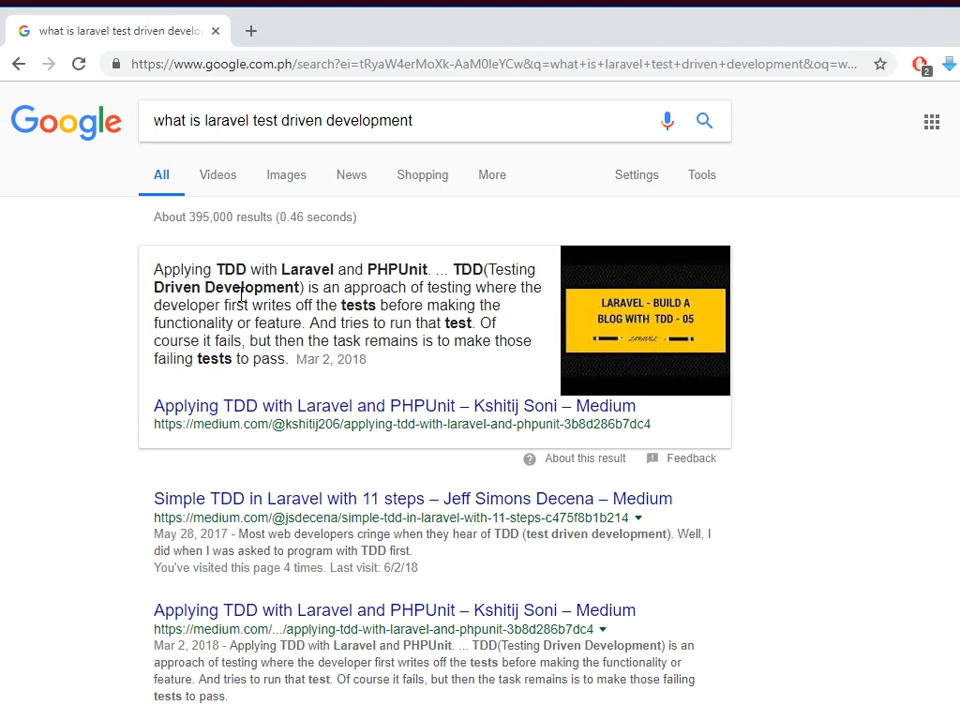 what is laravel test driven develo
https://www.google.com.ph/search?ei=tRyaW4erMoXk-AaM0leYCw&q=what+is+laravel+test+driven+development&oq=w...
2
Google
what is laravel test driven development
All Videos Images News Shopping More Settings Tools
About 395,000 results (0.46 seconds)
Applying TDD with Laravel and PHPUnit. ... TDD(Testing
Driven Development) is an approach of testing where the
developer first writes off the tests before making the
functionality or feature. And tries to run that test. Of
course it fails, but then the task remains is to make those
failing tests to pass. Mar 2, 2018
LARAVEL - BUILD A
BLOG WITH TDD - 05
LARAVEL
Applying TDD with Laravel and PHPUnit – Kshitij Soni – Medium
https://medium.com/@kshitij206/applying-tdd-with-laravel-and-phpunit-3b8d286b7dc4
About this result Feedback
Simple TDD in Laravel with 11 steps – Jeff Simons Decena – Medium
https://medium.com/@jsdecena/simple-tdd-in-laravel-with-11-steps-c475f8b1b214
May 28, 2017 - Most web developers cringe when they hear of TDD (test driven development). Well, I
did when I was asked to program with TDD first.
You've visited this page 4 times. Last visit: 6/2/18
Applying TDD with Laravel and PHPUnit – Kshitij Soni – Medium
https://medium.com/.../applying-tdd-with-laravel-and-phpunit-3b8d286b7dc4
Mar 2, 2018 - Applying TDD with Laravel and PHPUnit. ... TDD(Testing Driven Development) is an
approach of testing where the developer first writes off the tests before making the functionality or
feature. And tries to run that test. Of course it fails, but then the task remains is to make those failing
tests to pass.